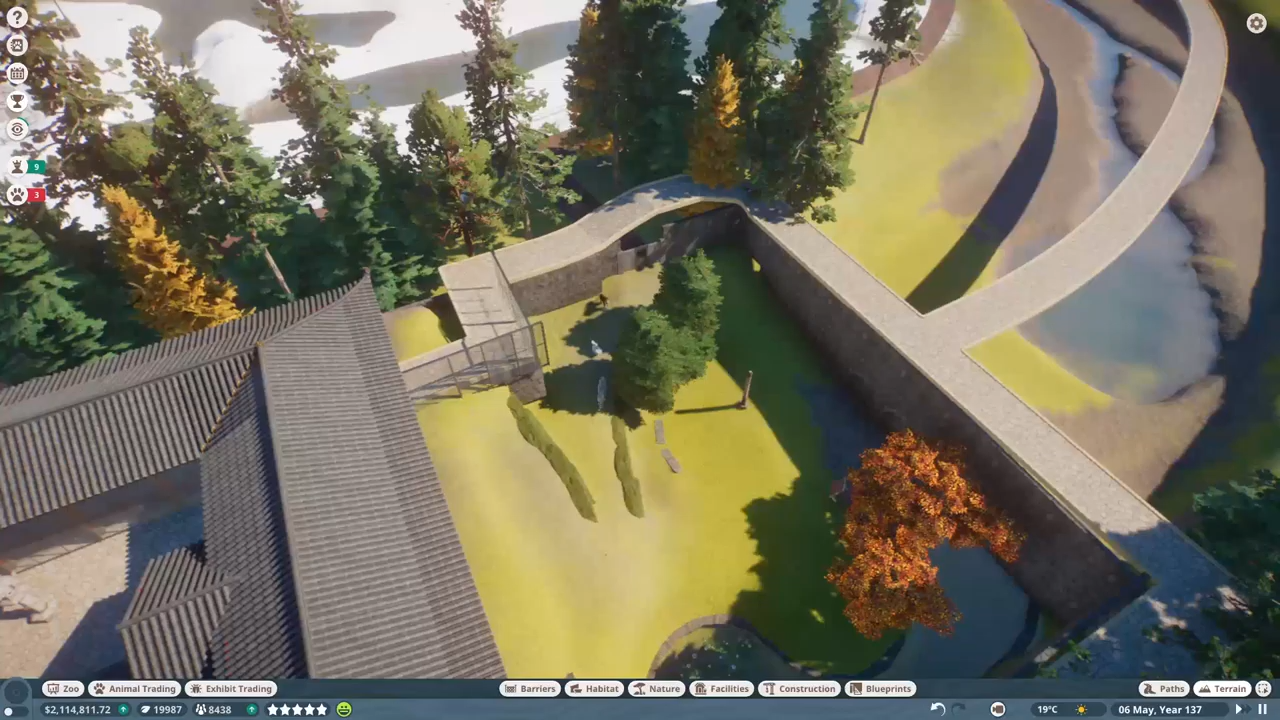 ?
9
3
Zoo
Animal Trading
Exhibit Trading
Barriers
Habitat
Nature
Facilities
Construction
Blueprints
Paths
Terrain
$2,114,811.72
19987
8438
19°C
06 May, Year 137